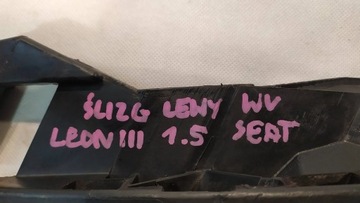 ŚLIZG LEWY WV
LEON III 1.5 SEAT